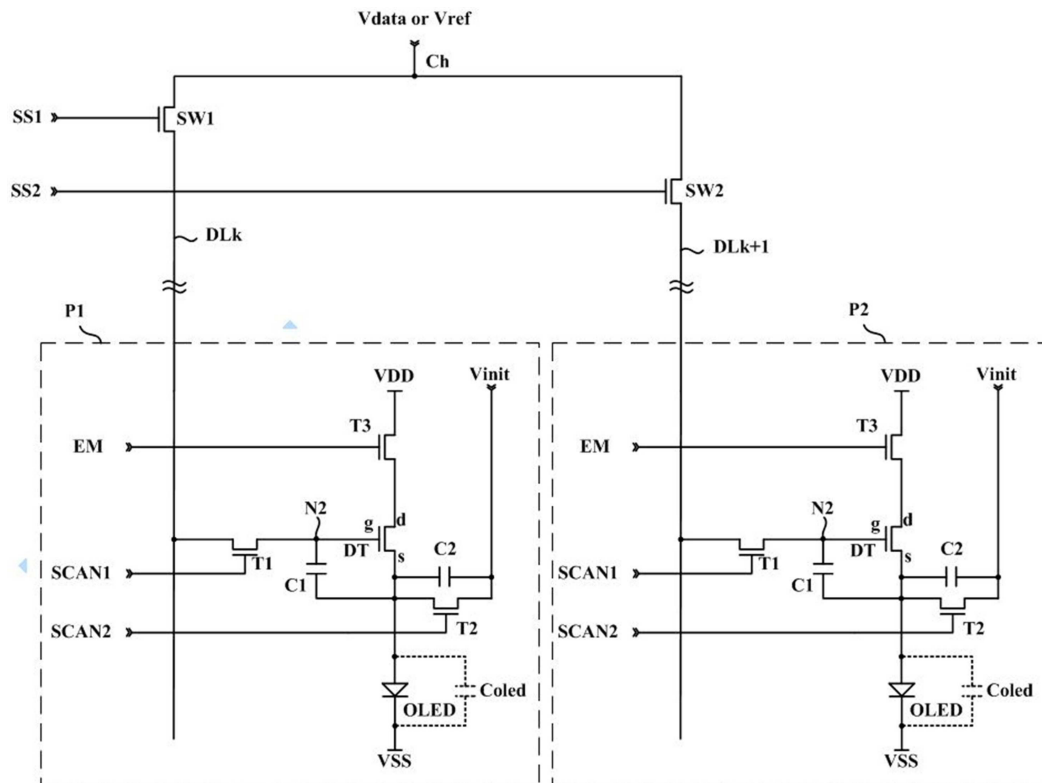 Vdata or Vref
Ch
SS1
SW1
SS2
SW2
DLk
DLk+1
P1
P2
VDD
Vinit
VDD
Vinit
T3
T3
EM
EM
N2
N2
g
d
g
d
DT
s
C2
DT
s
C2
SCAN1
T1
C1
SCAN1
T1
C1
SCAN2
T2
SCAN2
T2
Coled
Coled
OLED
OLED
VSS
VSS